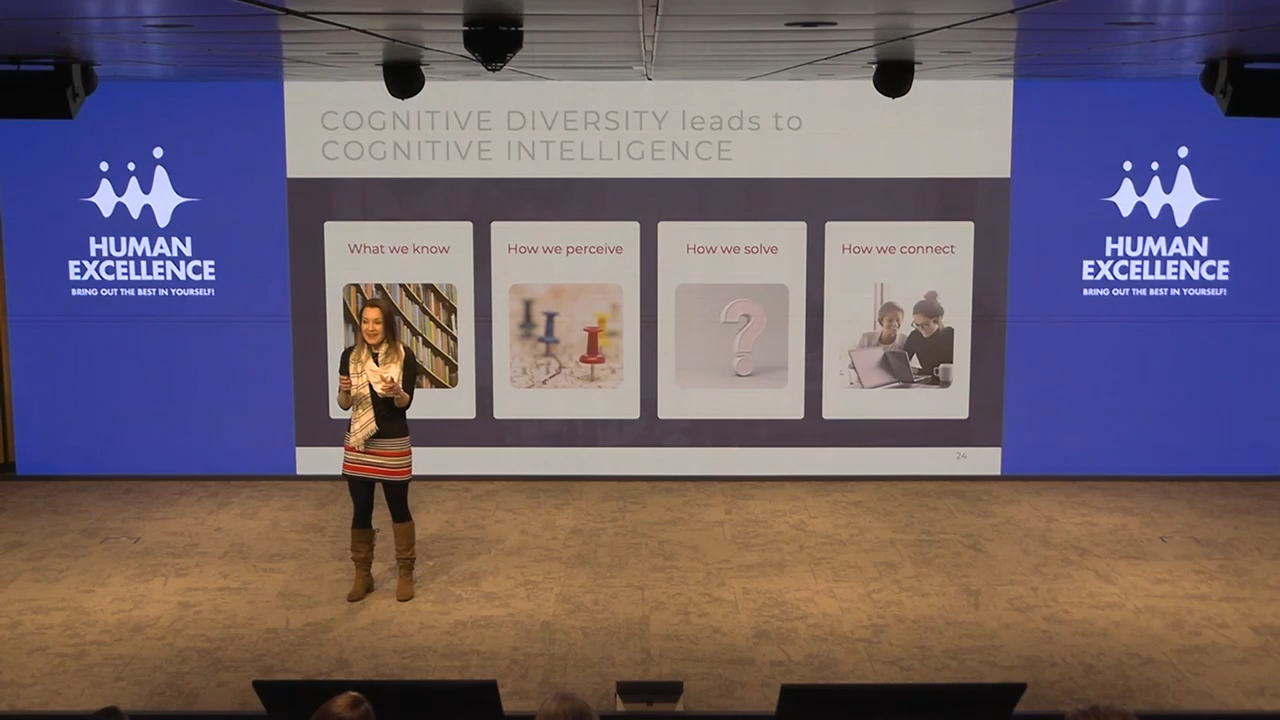 COGNITIVE DIVERSITY leads to
COGNITIVE INTELLIGENCE
HUMAN
EXCELLENCE
BRING OUT THE BEST IN YOURSELF!
What we know
How we perceive
How we solve
How we connect
24
HUMAN
EXCELLENCE
BRING OUT THE BEST IN YOURSELF!